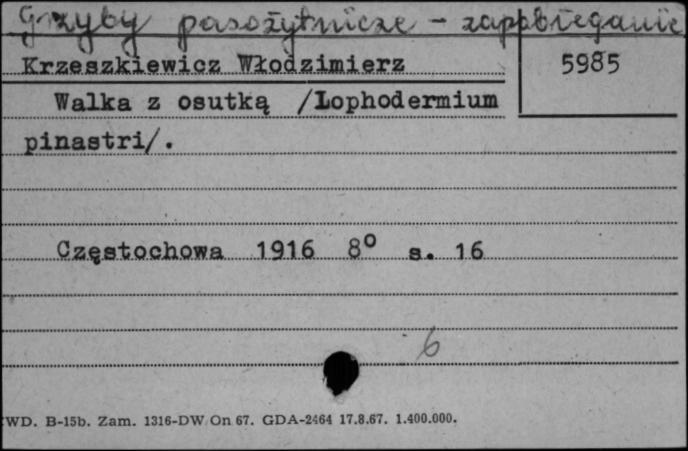 Grzyby pasożytnicze - zapobieganie
Krzeszkiewicz Włodzimierz
5985
Walka z osutką /Lophodermium
pinastri/.
Częstochowa 1916 8° s. 16
6
WD. B-15b. Zam. 1316-DW On 67. GDA-2464 17.8.67. 1.400.000.